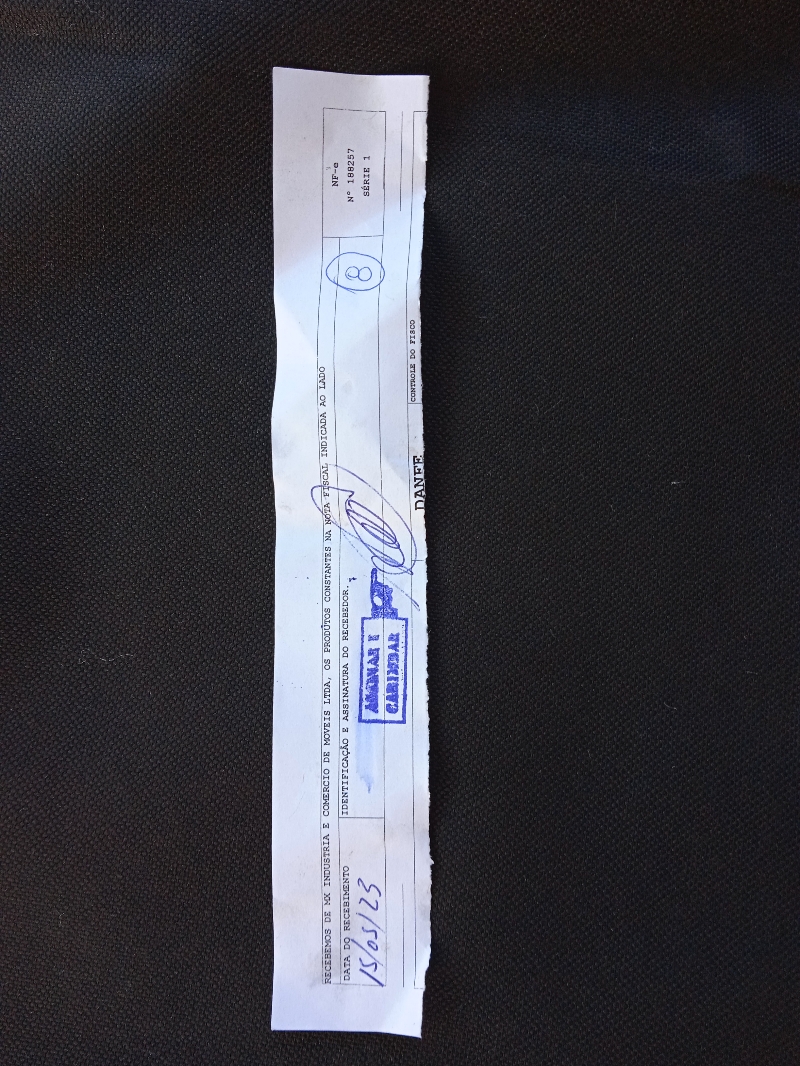 RECEBEMOS DE MX INDUSTRIA E COMERCIO DE MOVEIS LTDA, OS PRODUTOS CONSTANTES NA NOTA FISCAL INDICADA AO LADO
NF-e
Nº 188257
SÉRIE 1
DATA DO RECEBIMENTO
15/05/23
IDENTIFICAÇÃO E ASSINATURA DO RECEBEDOR.
ASSINAR E
CARIMBAR
8
DANFE
CONTROLE DO FISCO